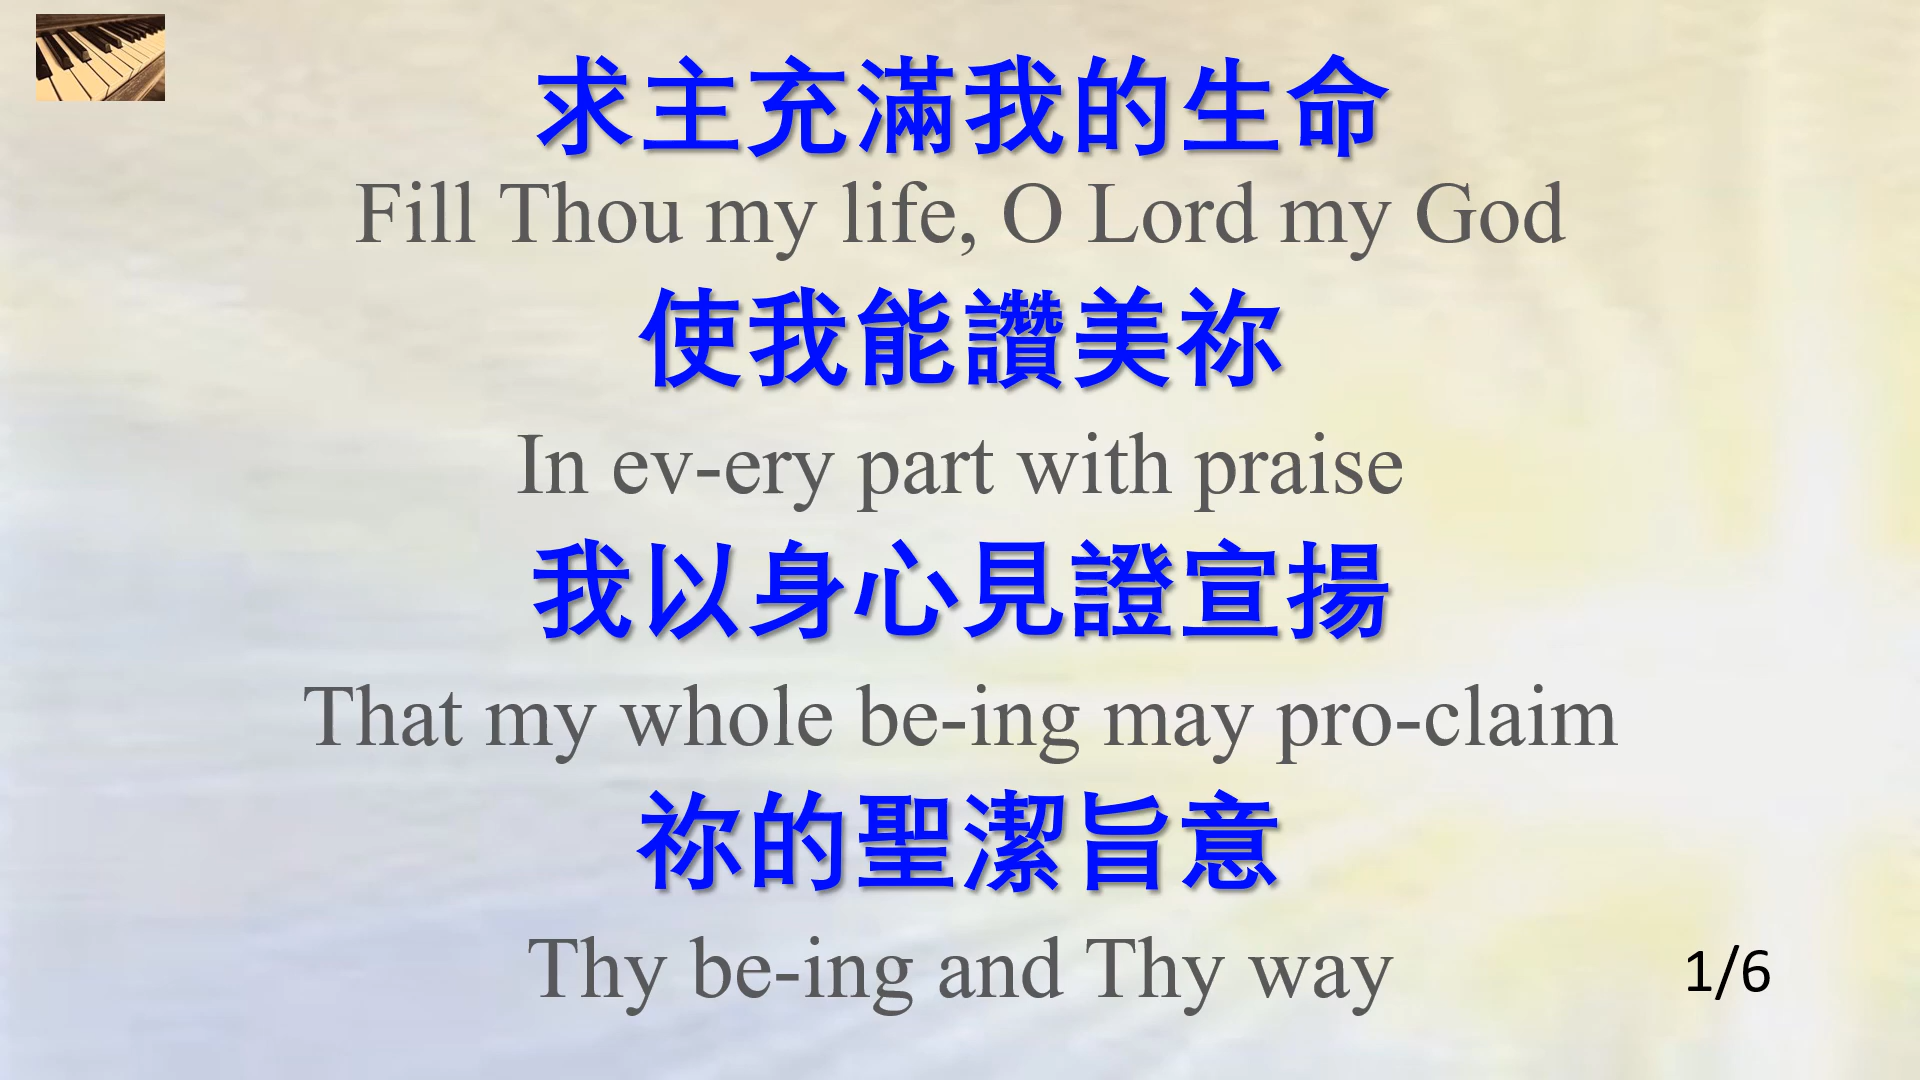 求主充滿我的生命
Fill Thou my life, O Lord my God
使我能讚美祢
In ev-ery part with praise
我以身心見證宣揚
That my whole be-ing may pro-claim
祢的聖潔旨意
Thy be-ing and Thy way
1/6